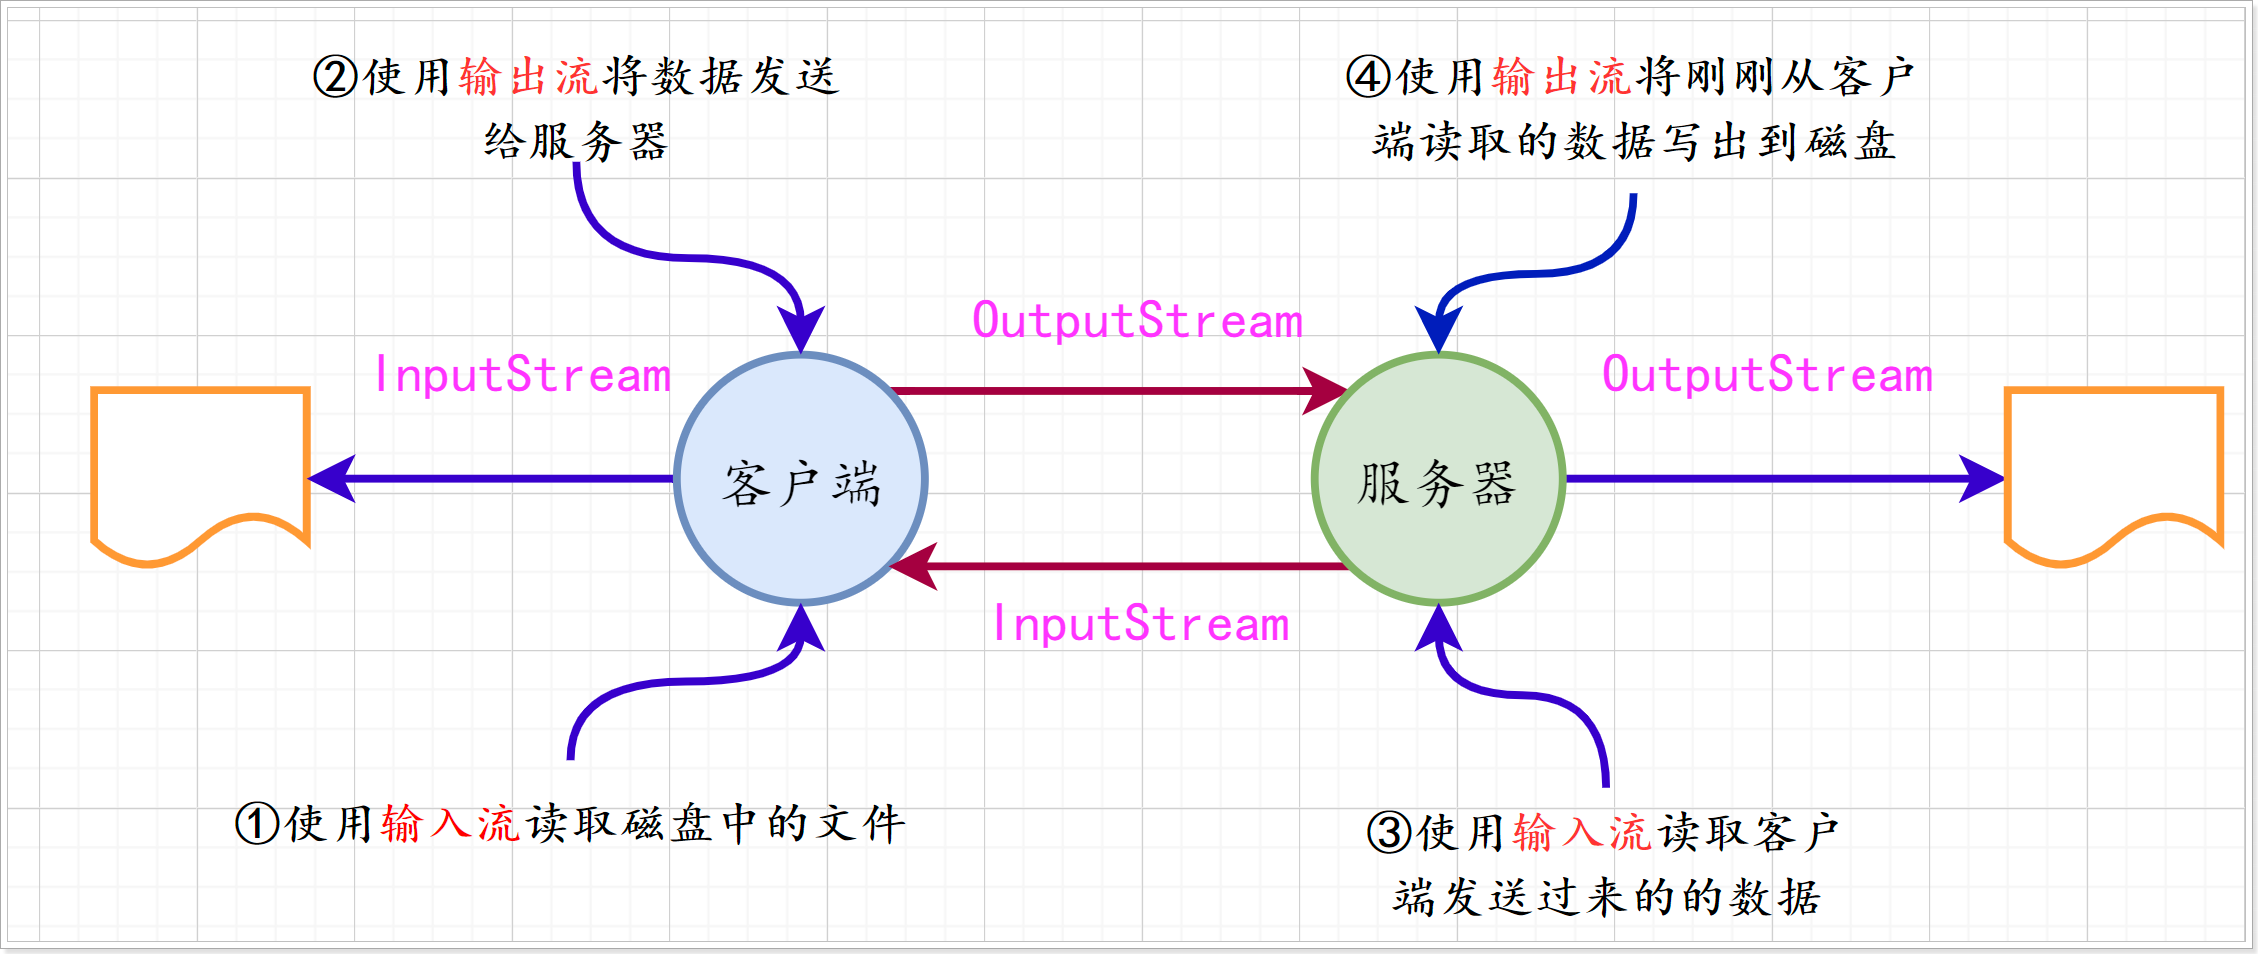 ②使用输出流将数据发送
给服务器
④使用输出流将刚刚从客户
端读取的数据写出到磁盘
OutputStream
InputStream
OutputStream
客户端
服务器
InputStream
①使用输入流读取磁盘中的文件
③使用输入流读取客户
端发送过来的的数据